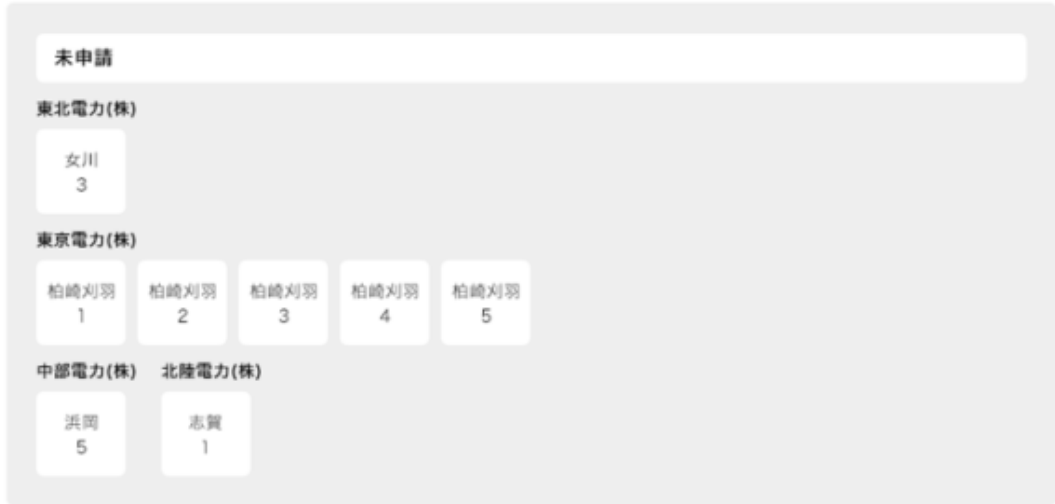 未申請
東北電力(株)
女川
3
東京電力(株)
柏崎刈羽 柏崎刈羽 柏崎刈羽 柏崎刈羽 柏崎刈羽
1 2 3 4 5
中部電力(株) 北陸電力(株)
浜岡 志賀
5 1